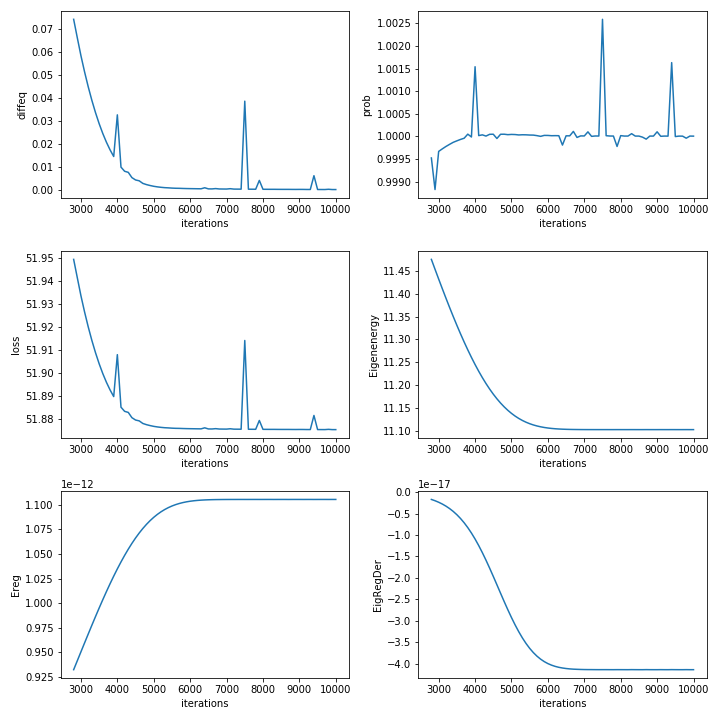 diffeq
0.07
0.06
0.05
0.04
0.03
0.02
0.01
0.00
3000 4000 5000 6000 7000 8000 9000 10000
iterations
prob
1.0025
1.0020
1.0015
1.0010
1.0005
1.0000
0.9995
0.9990
3000 4000 5000 6000 7000 8000 9000 10000
iterations
loss
51.95
51.94
51.93
51.92
51.91
51.90
51.89
51.88
3000 4000 5000 6000 7000 8000 9000 10000
iterations
Eigenenergy
11.45
11.40
11.35
11.30
11.25
11.20
11.15
11.10
3000 4000 5000 6000 7000 8000 9000 10000
iterations
1e−12
Ereg
1.100
1.075
1.050
1.025
1.000
0.975
0.950
0.925
3000 4000 5000 6000 7000 8000 9000 10000
iterations
1e−17
EigRegDer
0.0
−0.5
−1.0
−1.5
−2.0
−2.5
−3.0
−3.5
−4.0
3000 4000 5000 6000 7000 8000 9000 10000
iterations